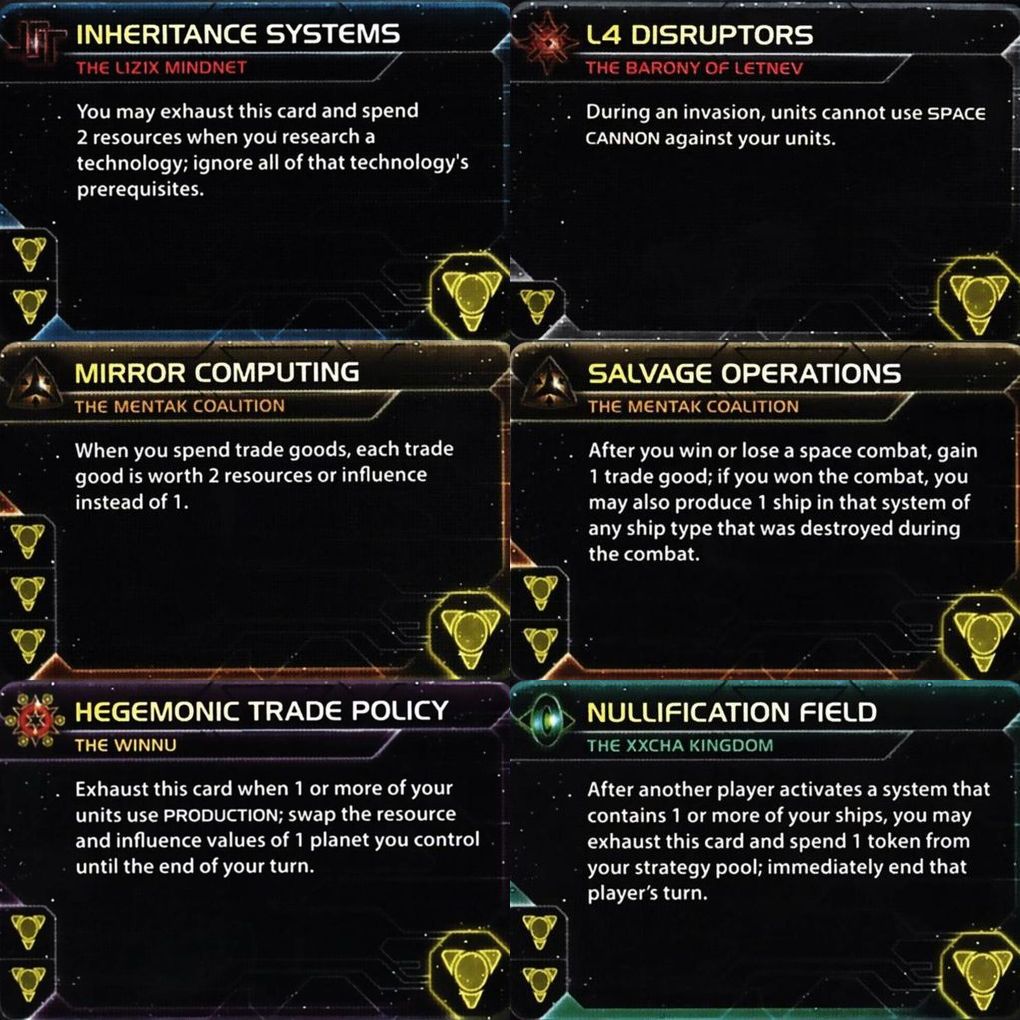 INHERITANCE SYSTEMS
THE LIZIX MINDNET
You may exhaust this card and spend
2 resources when you research a
technology; ignore all of that technology's
prerequisites.
L4 DISRUPTORS
THE BARONY OF LETNEV
During an invasion, units cannot use SPACE
CANNON against your units.
MIRROR COMPUTING
THE MENTAK COALITION
When you spend trade goods, each trade
good is worth 2 resources or influence
instead of 1.
SALVAGE OPERATIONS
THE MENTAK COALITION
After you win or lose a space combat, gain
1 trade good; if you won the combat, you
may also produce 1 ship in that system of
any ship type that was destroyed during
the combat.
HEGEMONIC TRADE POLICY
THE WINNU
Exhaust this card when 1 or more of your
units use PRODUCTION; swap the resource
and influence values of 1 planet you control
until the end of your turn.
NULLIFICATION FIELD
THE XXCHA KINGDOM
After another player activates a system that
contains 1 or more of your ships, you may
exhaust this card and spend 1 token from
your strategy pool; immediately end that
player's turn.